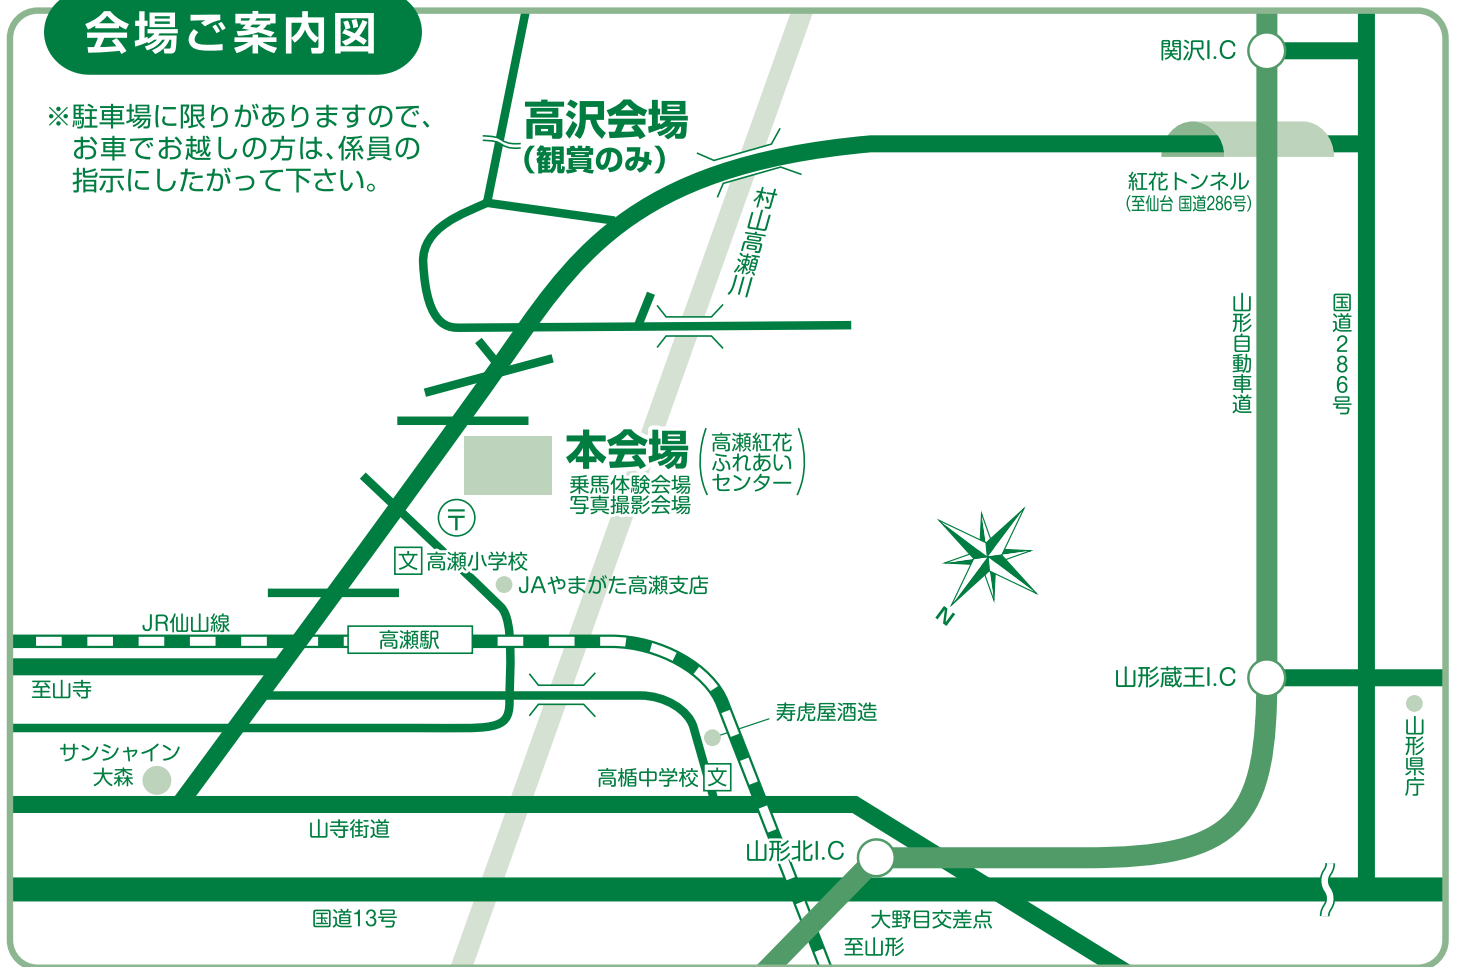 会場ご案内図
※駐車場に限りがありますので、
お車でお越しの方は、係員の
指示にしたがって下さい。
高沢会場
（観賞のみ）
関沢I.C
紅花トンネル
（至仙台 国道286号）
村山高瀬川
山形自動車道
国道286号
本会場
乗馬体験会場
写真撮影会場
（高瀬紅花
ふれあい
センター）
〒
文 高瀬小学校
JAやまがた高瀬支店
N
JR仙山線
高瀬駅
至山寺
山形蔵王I.C
山形県庁
寿虎屋酒造
サンシャイン
大森
高楯中学校 文
山寺街道
山形北I.C
国道13号
大野目交差点
至山形